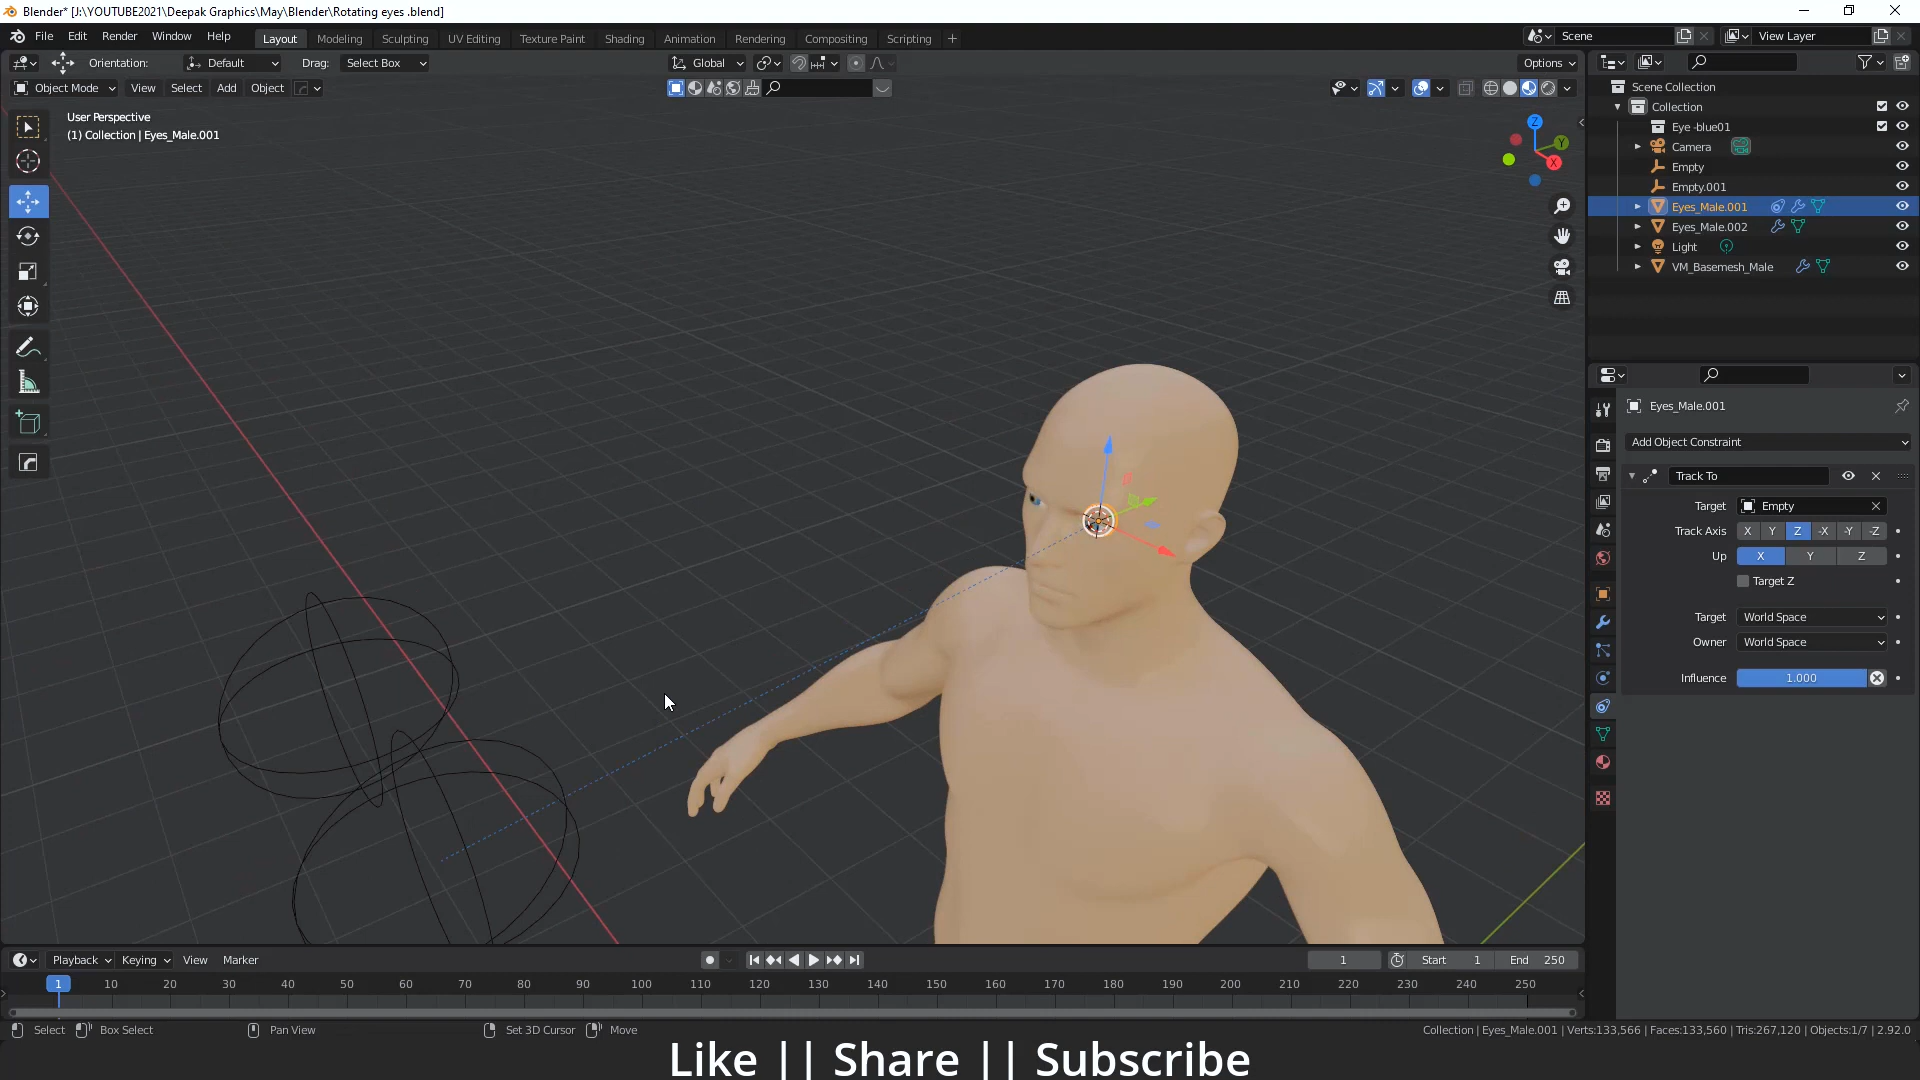 Blender* [J:\YOUTUBE2021\Deepak Graphics\May\Blender\Rotating eyes .blend]
File Edit Render Window Help Layout Modeling Sculpting UV Editing Texture Paint Shading Animation Rendering Compositing Scripting + Scene View Layer
Orientation: Default Drag: Select Box Global Options
Object Mode View Select Add Object
User Perspective
(1) Collection | Eyes_Male.001
Z
Y
X
Scene Collection
Collection
Eye -blue01
Camera
Empty
Empty.001
Eyes_Male.001
Eyes_Male.002
Light
VM_Basemesh_Male
Eyes_Male.001
Add Object Constraint
Track To
Target Empty
Track Axis X Y Z -X -Y -Z
Up X Y Z
Target Z
Target World Space
Owner World Space
Influence 1.000
Playback Keying View Marker 1 Start 1 End 250
1 10 20 30 40 50 60 70 80 90 100 110 120 130 140 150 160 170 180 190 200 210 220 230 240 250
Select Box Select Pan View Set 3D Cursor Move Collection | Eyes_Male.001 | Verts:133,566 | Faces:133,560 | Tris:267,120 | Objects:1/7 | 2.92.0
Like || Share || Subscribe